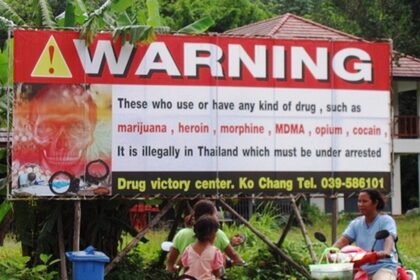 WARNING
These who use or have any kind of drug , such as
marijuana , heroin , morphine , MDMA , opium , cocain ,
It is illegally in Thailand which must be under arrested
Drug victory center. Ko Chang Tel. 039-586101